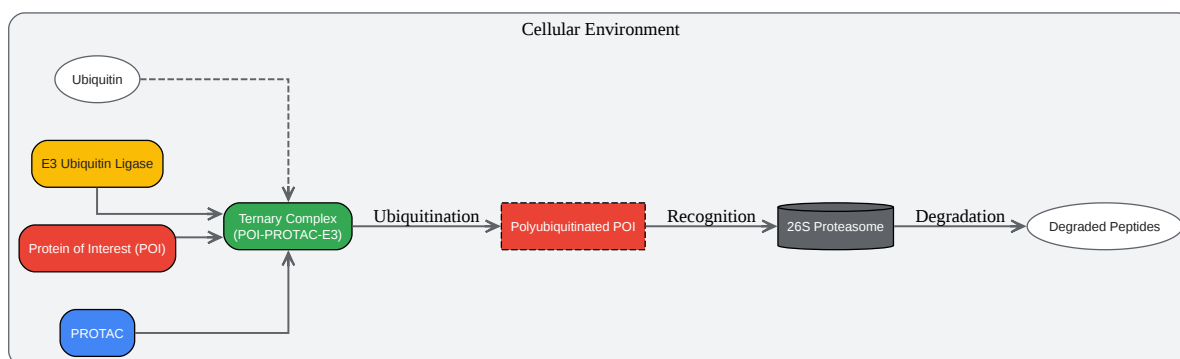 Cellular Environment
Ubiquitin
E3 Ubiquitin Ligase
Protein of Interest (POI)
PROTAC
Ternary Complex
(POI-PROTAC-E3)
Ubiquitination
Polyubiquitinated POI
Recognition
26S Proteasome
Degradation
Degraded Peptides